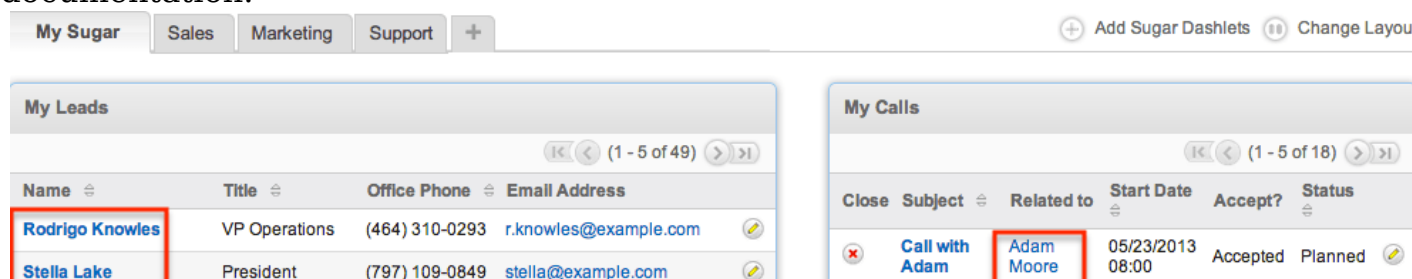 documentation.
My Sugar Sales Marketing Support + Add Sugar Dashlets Change Layou
My Leads
(1 - 5 of 49)
Name Title Office Phone Email Address
Rodrigo Knowles VP Operations (464) 310-0293 r.knowles@example.com
Stella Lake President (797) 109-0849 stella@example.com
My Calls
(1 - 5 of 18)
Close Subject Related to Start Date Accept? Status
Call with Adam Moore 05/23/2013 08:00 Accepted Planned
Adam